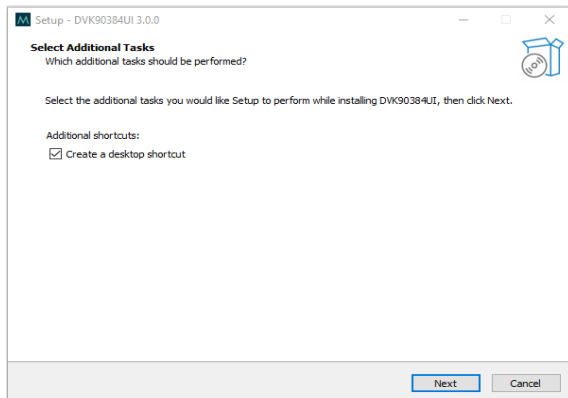 Setup - DVK90384UI 3.0.0
Select Additional Tasks
Which additional tasks should be performed?
Select the additional tasks you would like Setup to perform while installing DVK90384UI, then click Next.
Additional shortcuts:
Create a desktop shortcut
Next
Cancel